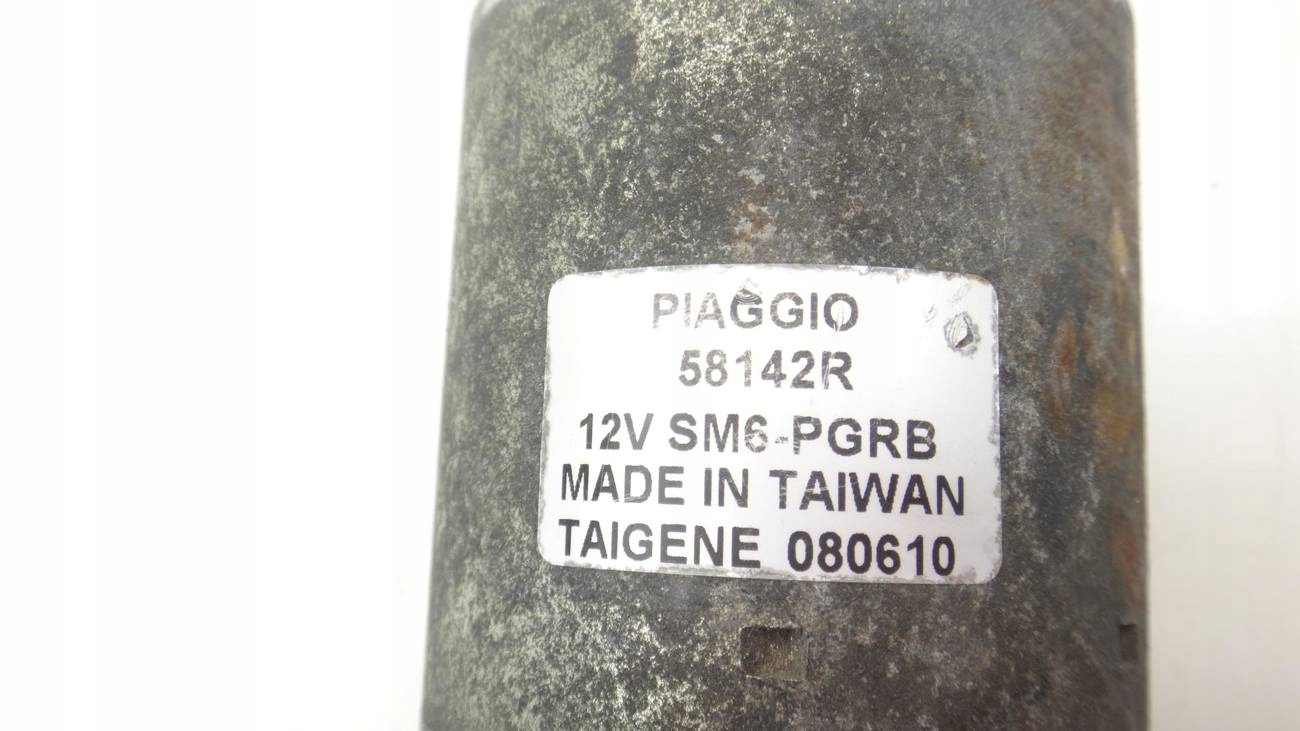 PIAGGIO
58142R
12V SM6-PGRB
MADE IN TAIWAN
TAIGENE 080610